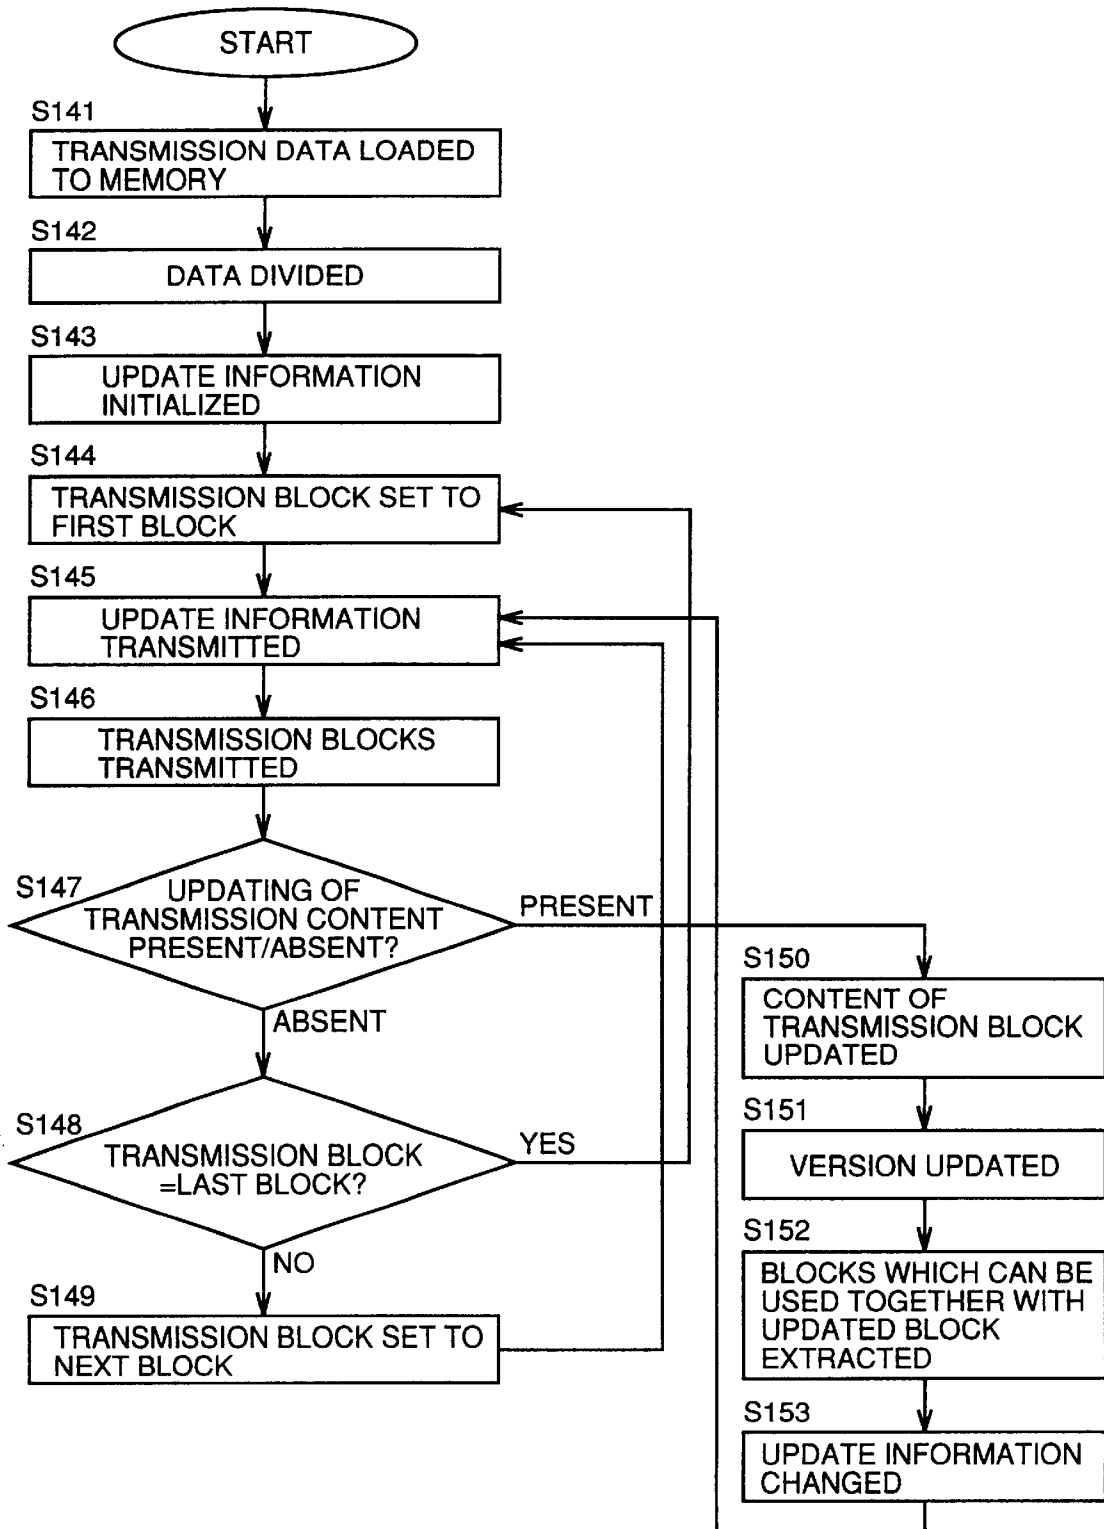 START
S141
TRANSMISSION DATA LOADED
TO MEMORY
S142
DATA DIVIDED
S143
UPDATE INFORMATION
INITIALIZED
S144
TRANSMISSION BLOCK SET TO
FIRST BLOCK
S145
UPDATE INFORMATION
TRANSMITTED
S146
TRANSMISSION BLOCKS
TRANSMITTED
S147
UPDATING OF
TRANSMISSION CONTENT
PRESENT/ABSENT?
PRESENT
ABSENT
S148
TRANSMISSION BLOCK
=LAST BLOCK?
YES
NO
S149
TRANSMISSION BLOCK SET TO
NEXT BLOCK
S150
CONTENT OF
TRANSMISSION BLOCK
UPDATED
S151
VERSION UPDATED
S152
BLOCKS WHICH CAN BE
USED TOGETHER WITH
UPDATED BLOCK
EXTRACTED
S153
UPDATE INFORMATION
CHANGED